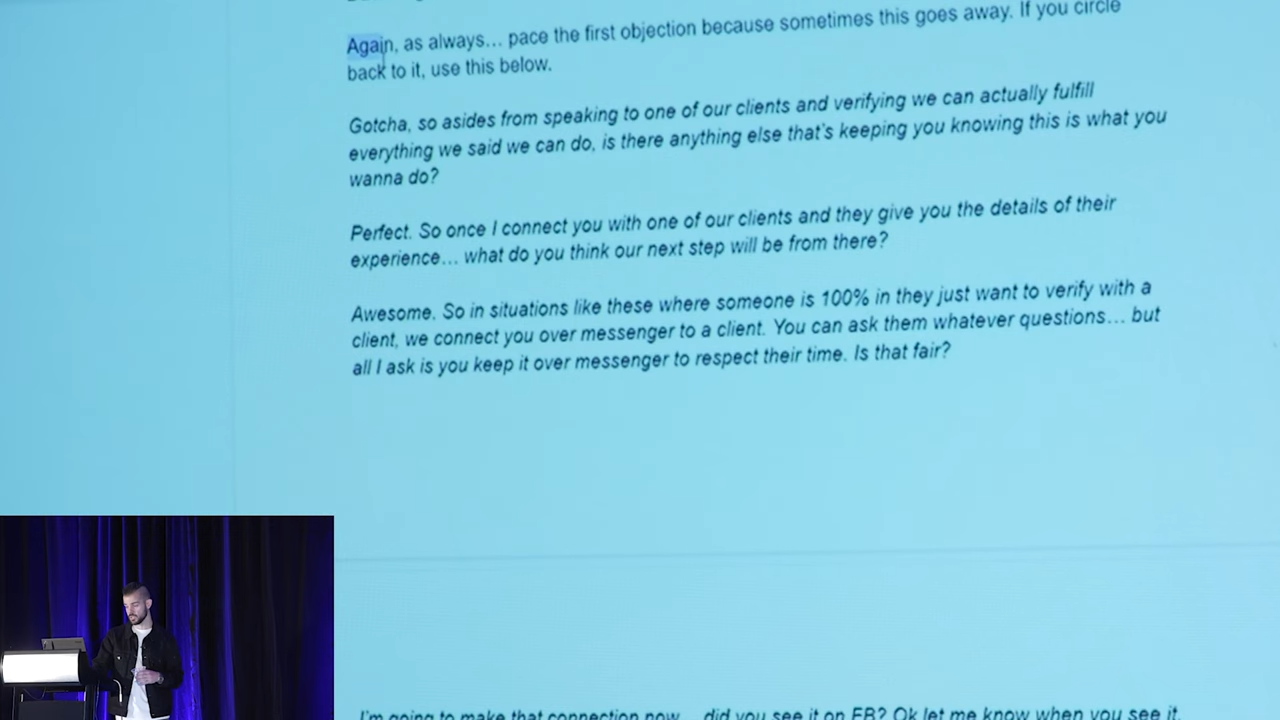 Again, as always... pace the first objection because sometimes this goes away. If you circle
back to it, use this below.
Gotcha, so asides from speaking to one of our clients and verifying we can actually fulfill
everything we said we can do, is there anything else that's keeping you knowing this is what you
wanna do?
Perfect. So once I connect you with one of our clients and they give you the details of their
experience... what do you think our next step will be from there?
Awesome. So in situations like these where someone is 100% in they just want to verify with a
client, we connect you over messenger to a client. You can ask them whatever questions... but
all I ask is you keep it over messenger to respect their time. Is that fair?
I'm going to make that connection now... did you see it on FB? Ok let me know when you see it.